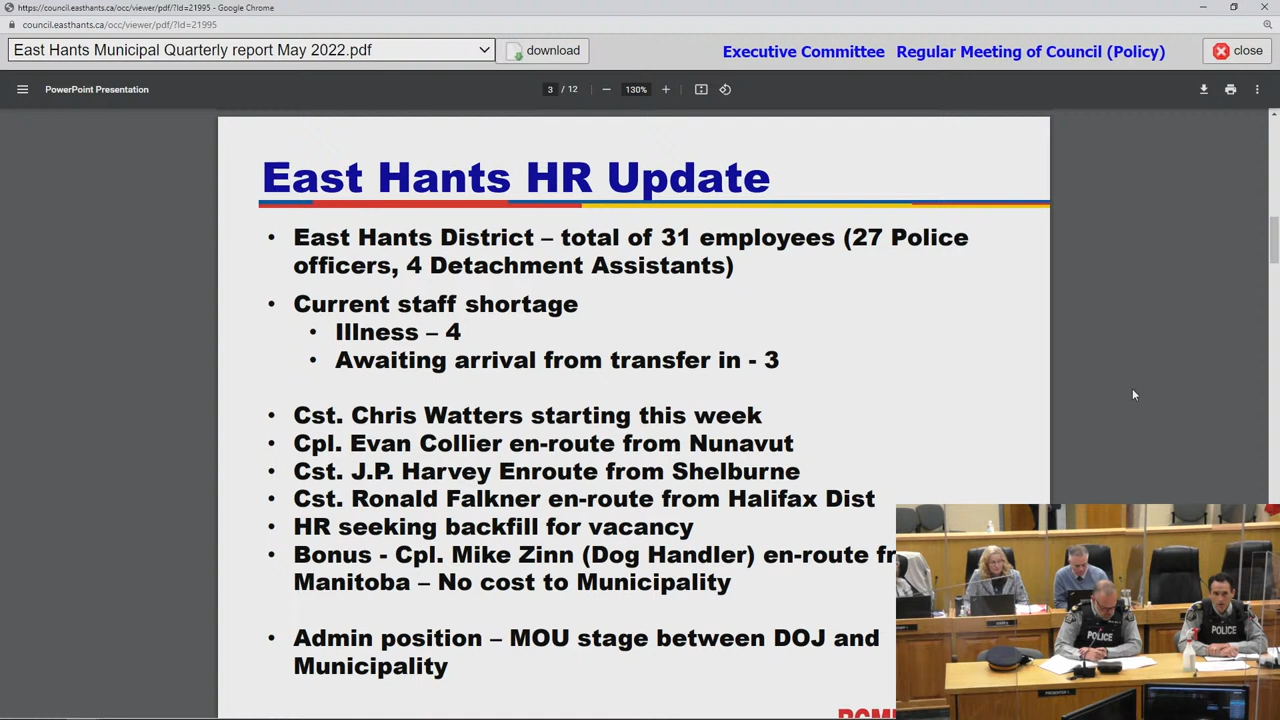 https://council.easthants.ca/occ/viewer/pdf/?Id=21995 - Google Chrome
council.easthants.ca/occ/viewer/pdf/?Id=21995
East Hants Municipal Quarterly report May 2022.pdf download Executive Committee Regular Meeting of Council (Policy) close
PowerPoint Presentation 3 / 12 130%
East Hants HR Update
• East Hants District – total of 31 employees (27 Police
officers, 4 Detachment Assistants)
• Current staff shortage
• Illness – 4
• Awaiting arrival from transfer in - 3
• Cst. Chris Watters starting this week
• Cpl. Evan Collier en-route from Nunavut
• Cst. J.P. Harvey Enroute from Shelburne
• Cst. Ronald Falkner en-route from Halifax Dist
• HR seeking backfill for vacancy
• Bonus - Cpl. Mike Zinn (Dog Handler) en-route
Manitoba – No cost to Municipality
• Admin position – MOU stage between DOJ and
Municipality
POLICE
POLICE